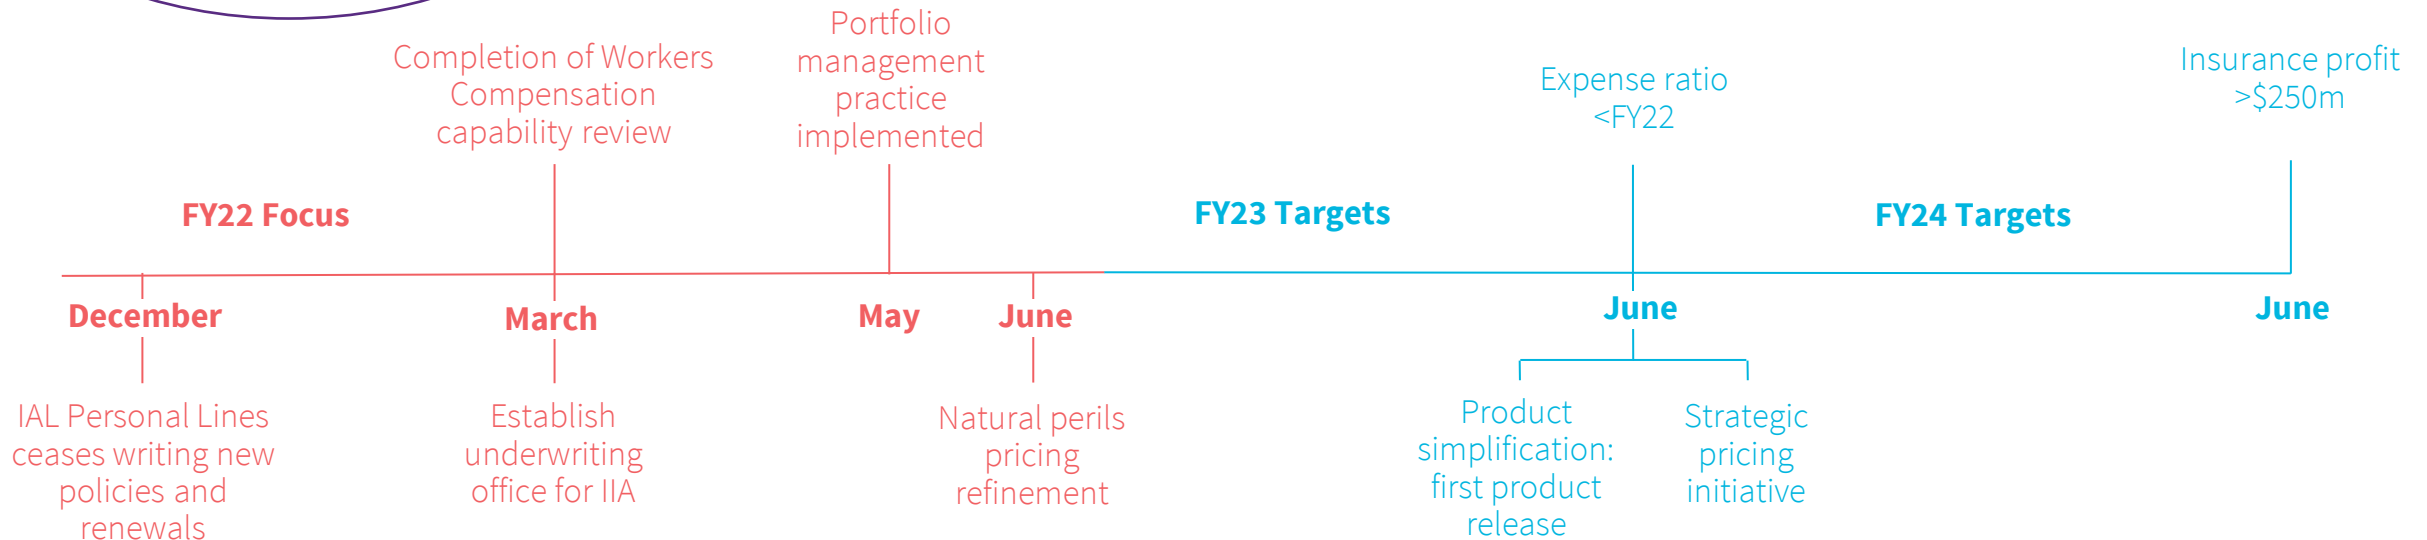 Completion of Workers
Compensation
capability review
Portfolio
management
practice
implemented
Expense ratio
<FY22
Insurance profit
>$250m
FY22 Focus
FY23 Targets
FY24 Targets
December
March
May
June
June
June
IAL Personal Lines
ceases writing new
policies and
renewals
Establish
underwriting
office for IIA
Natural perils
pricing
refinement
Product
simplification:
first product
release
Strategic
pricing
initiative